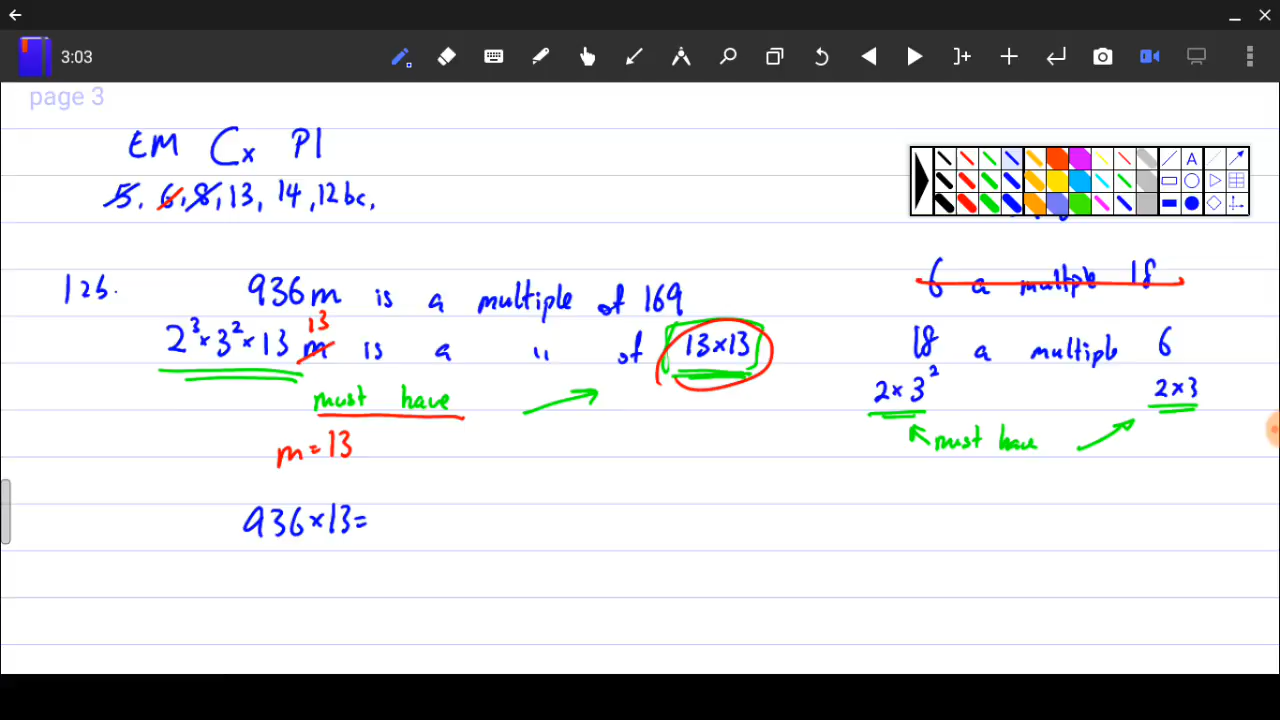 3:03
page 3
EM Cx P1
5, 6, 8, 13, 14, 12bc,
12b. 936m is a multiple of 169
6 a multple 18
13
2³×3²×13 m is a " of 13×13
18 a multiple 6
2×3² 2×3
must have
must have
m=13
936×13=